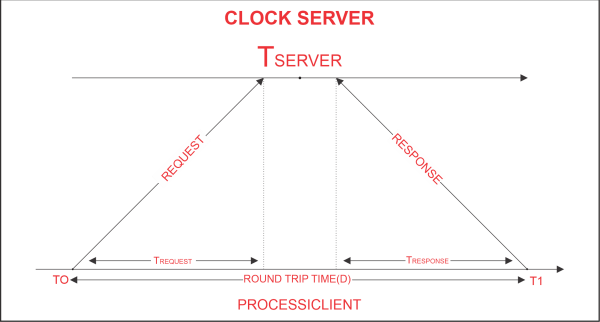 CLOCK SERVER
TSERVER
REQUEST
RESPONSE
TREQUEST
TRESPONSE
TO
ROUND TRIP TIME(D)
T1
PROCESSICLIENT